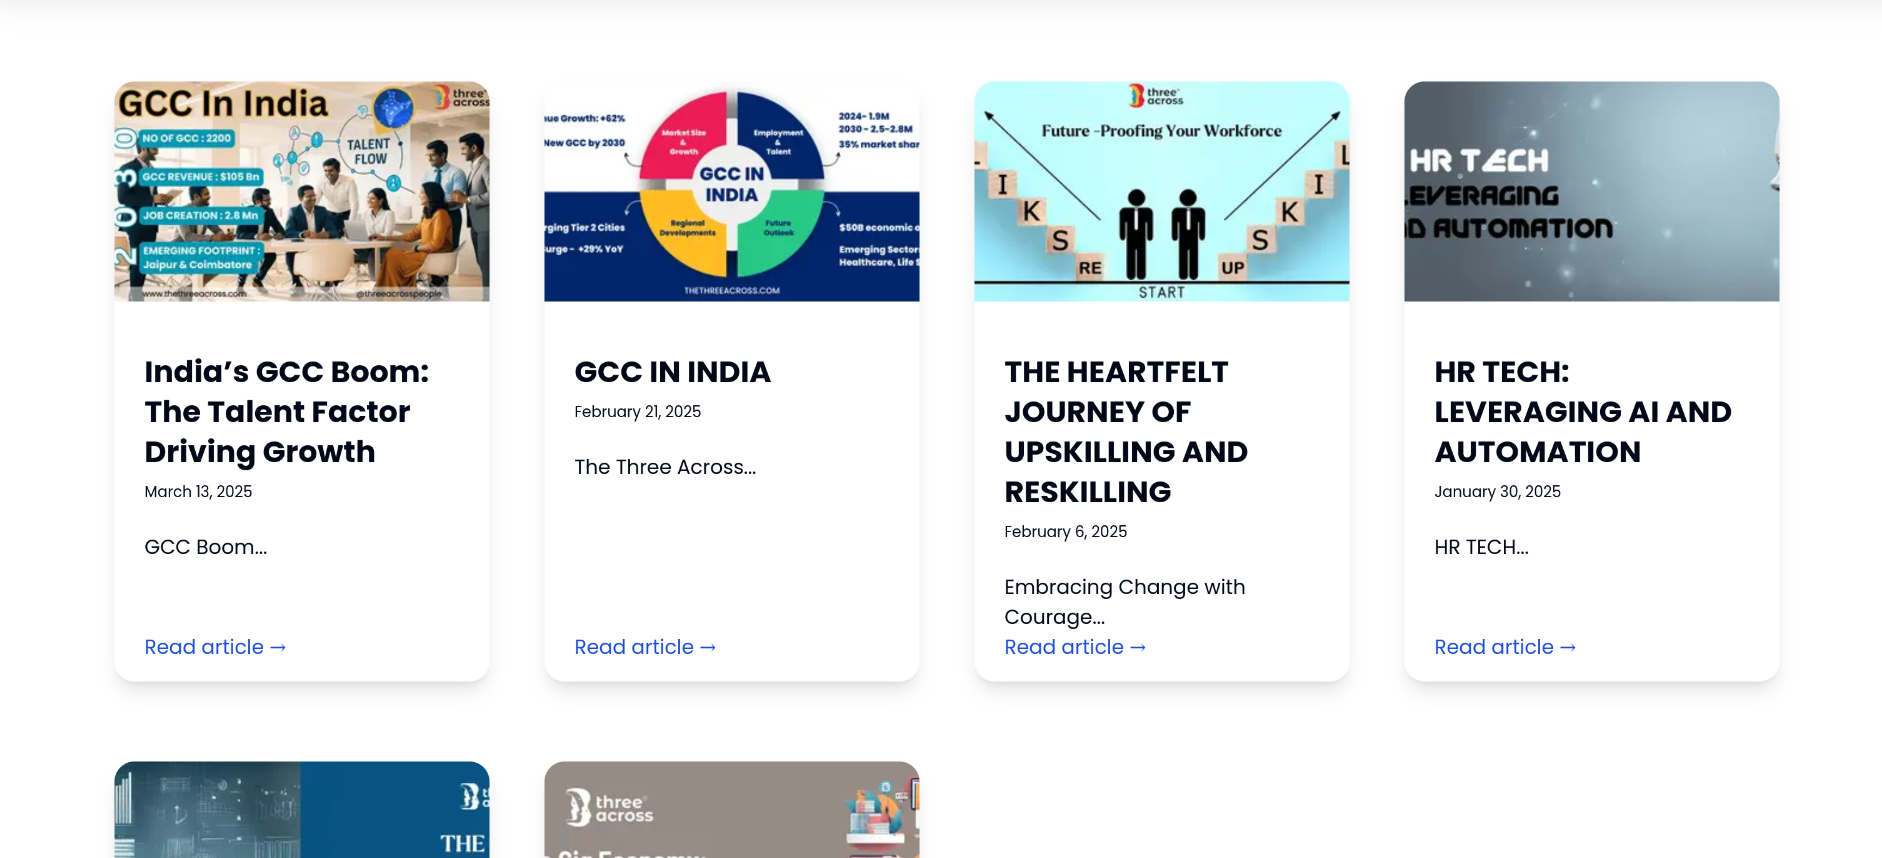 GCC In India
three
across
2030
NO OF GCC : 2200
GCC REVENUE : $105 Bn
JOB CREATION : 2.8 Mn
EMERGING FOOTPRINT :
Jaipur & Coimbatore
TALENT
FLOW
www.thethreeacross.com
@threeacrosspeople
India’s GCC Boom:
The Talent Factor
Driving Growth
March 13, 2025
GCC Boom...
Read article →
nue Growth: +62%
New GCC by 2030
Market Size
&
Growth
Employment
&
Talent
2024- 1.9M
2030 - 2.5-2.8M
35% market shar
GCC IN
INDIA
rging Tier 2 Cities
urge - +29% YoY
Regional
Developments
Future
Outlook
$50B economic
Emerging Sector
Healthcare, Life
THETHREEACROSS.COM
GCC IN INDIA
February 21, 2025
The Three Across...
Read article →
three
across
Future -Proofing Your Workforce
L
I
K
S
RE
UP
S
K
I
L
START
THE HEARTFELT
JOURNEY OF
UPSKILLING AND
RESKILLING
February 6, 2025
Embracing Change with
Courage...
Read article →
HR TECH
LEVERAGING
D AUTOMATION
HR TECH:
LEVERAGING AI AND
AUTOMATION
January 30, 2025
HR TECH...
Read article →
THE
three
across
Gig Economy: